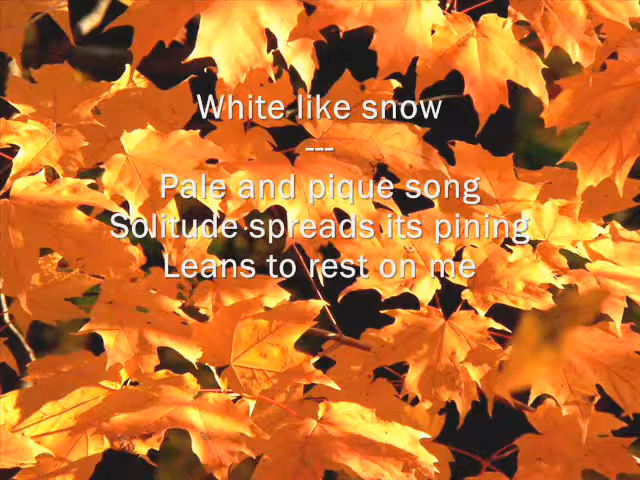 White like snow
---
Pale and pique song
Solitude spreads its pining
Leans to rest on me